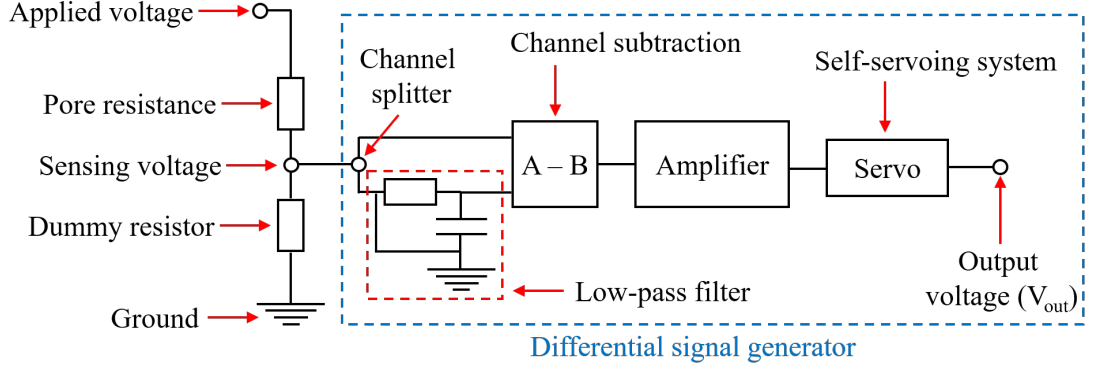 Applied voltage
Channel subtraction
Channel
splitter
Self-servoing system
Pore resistance
Sensing voltage
A – B
Amplifier
Servo
Dummy resistor
Output
voltage (Vout)
Low-pass filter
Ground
Differential signal generator